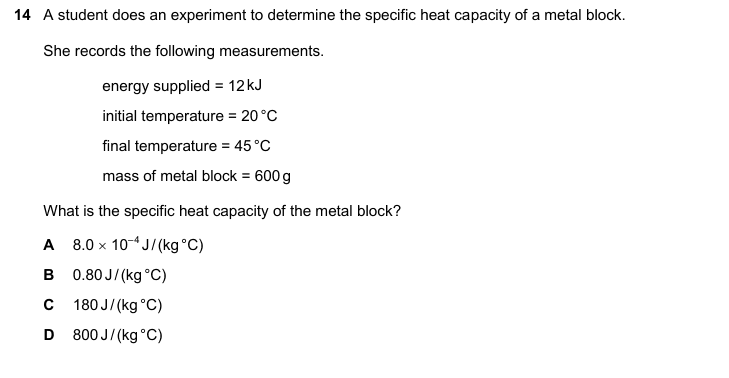 14 A student does an experiment to determine the specific heat capacity of a metal block.
She records the following measurements.
energy supplied = 12 kJ
initial temperature = 20 °C
final temperature = 45 °C
mass of metal block = 600 g
What is the specific heat capacity of the metal block?
A 8.0 × 10⁻⁴ J / (kg °C)
B 0.80 J / (kg °C)
C 180 J / (kg °C)
D 800 J / (kg °C)